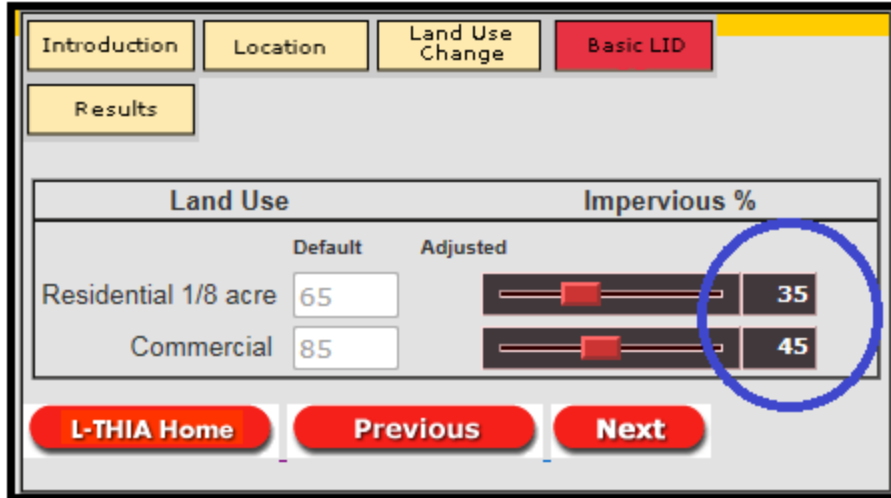 Introduction
Location
Land Use
Change
Basic LID
Results
Land Use Impervious %
Default Adjusted
Residential 1/8 acre 65 35
Commercial 85 45
L-THIA Home Previous Next